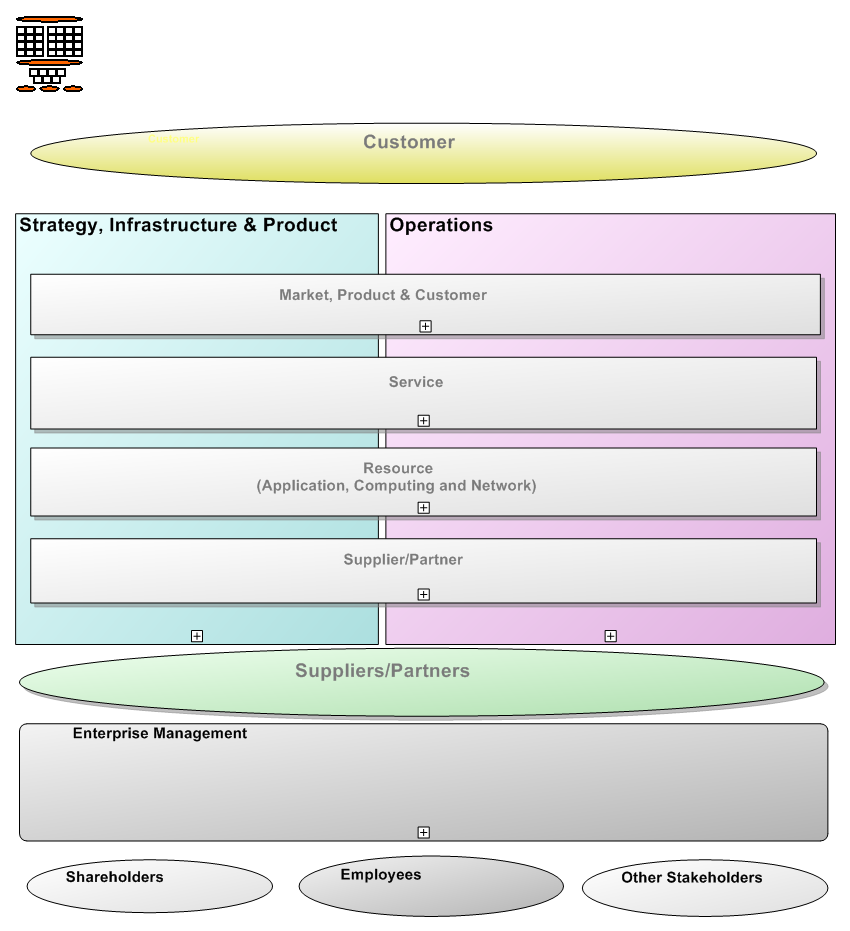 Customer
Strategy, Infrastructure & Product
Operations
Market, Product & Customer
Service
Resource
(Application, Computing and Network)
Supplier/Partner
Suppliers/Partners
Enterprise Management
Shareholders
Employees
Other Stakeholders